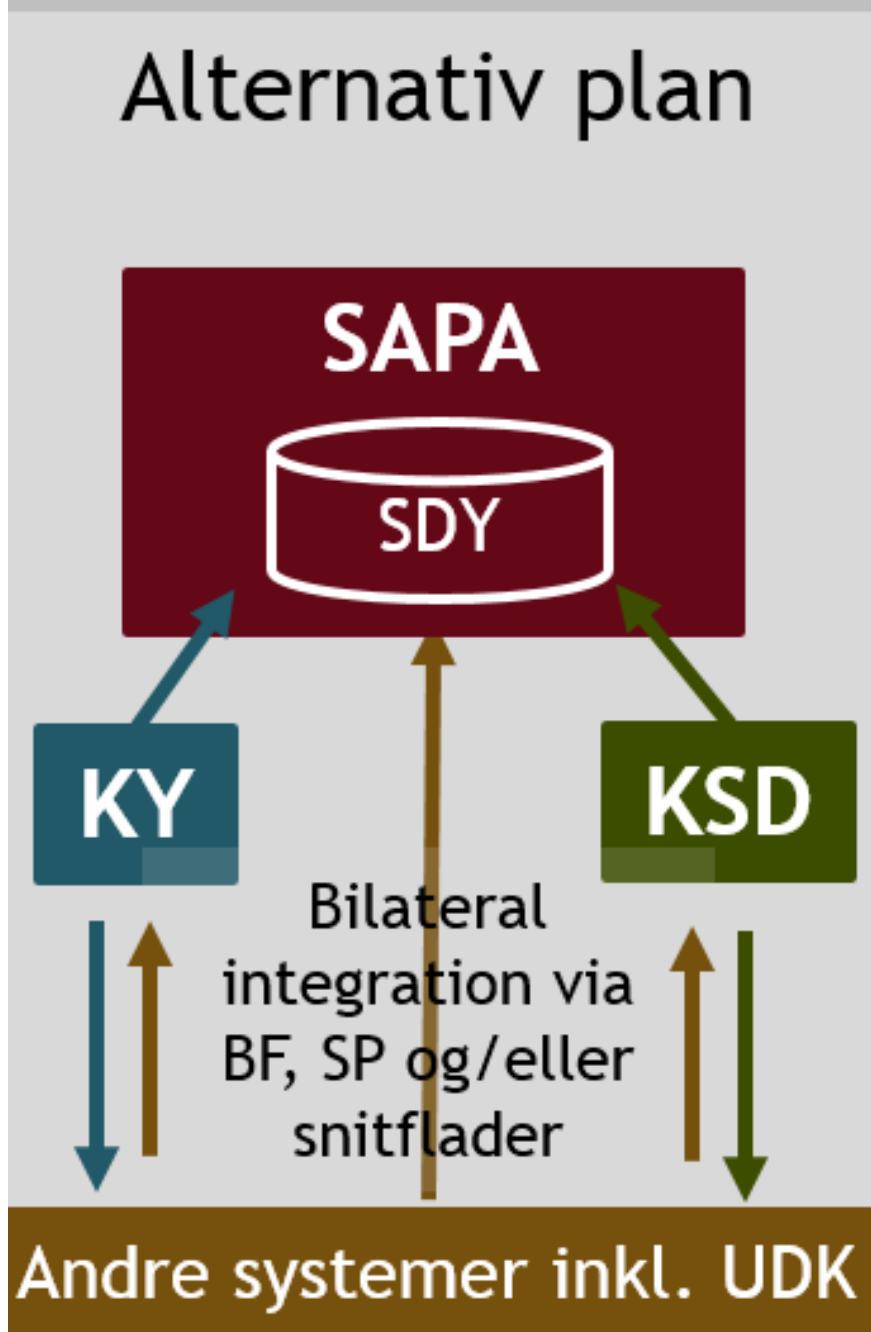 Alternativ plan
SAPA
SDY
KY
KSD
Bilateral
integration via
BF, SP og/eller
snitflader
Andre systemer inkl. UDK